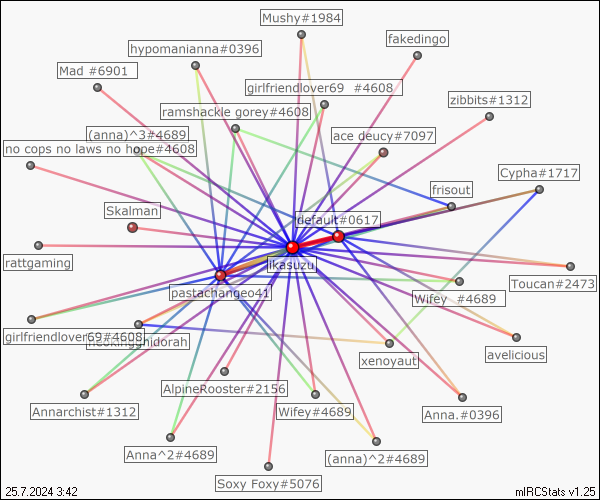 Mushy#1984
fakedingo
hypomanianna#0396
Mad #6901
girlfriendlover69 #4608
zibbits#1312
ramshackle gorey#4608
(anna)^3#4689
ace deucy#7097
no cops no laws no hope#4608
Cypha#1717
frisout
Skalman
default#0617
rattgaming
ikasuzu
Toucan#2473
pastachangeo41
Wifey #4689
girlfriendlover69#4608
avelicious
xenoyaut
AlpineRooster#2156
Annarchist#1312
Wifey#4689
Anna.#0396
Anna^2#4689
(anna)^2#4689
Soxy Foxy#5076
25.7.2024 3:42
mIRCStats v1.25